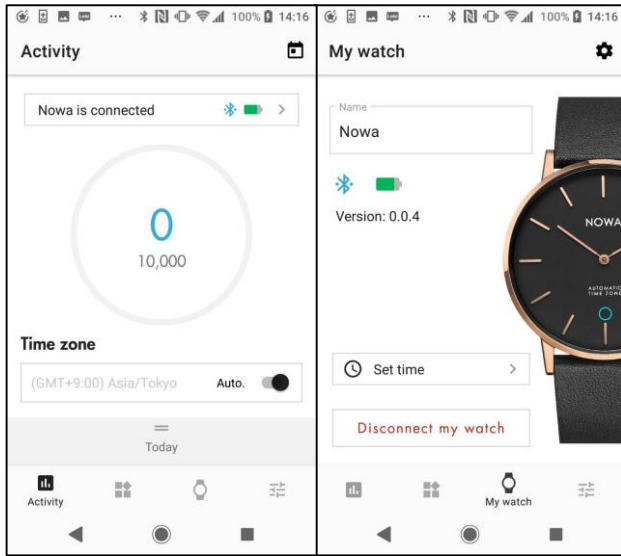 100% 14:16
Activity
Nowa is connected
0
10,000
Time zone
(GMT+9:00) Asia/Tokyo Auto.
Today
Activity
100% 14:16
My watch
Name
Nowa
Version: 0.0.4
NOWA
AUTOMATIC
TIME ZONE
Set time
Disconnect my watch
My watch